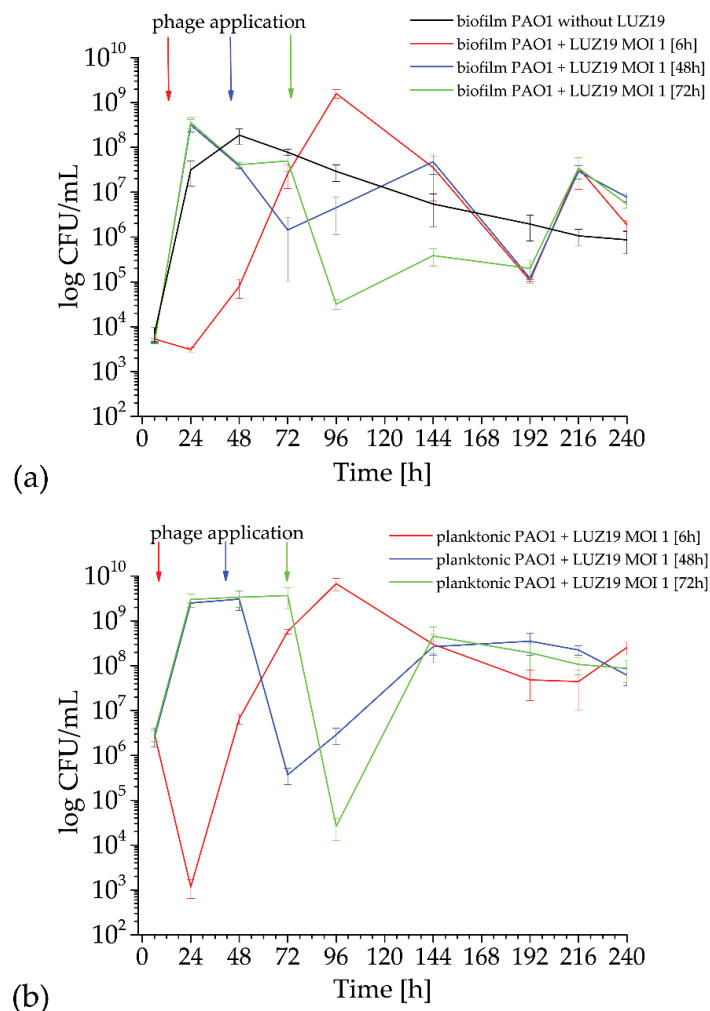 phage application
biofilm PAO1 without LUZ19
biofilm PAO1 + LUZ19 MOI 1 [6h]
biofilm PAO1 + LUZ19 MOI 1 [48h]
biofilm PAO1 + LUZ19 MOI 1 [72h]
10^10
10^9
10^8
10^7
10^6
10^5
10^4
10^3
10^2
log CFU/mL
0 24 48 72 96 120 144 168 192 216 240
Time [h]
(a)
phage application
planktonic PAO1 + LUZ19 MOI 1 [6h]
planktonic PAO1 + LUZ19 MOI 1 [48h]
planktonic PAO1 + LUZ19 MOI 1 [72h]
10^10
10^9
10^8
10^7
10^6
10^5
10^4
10^3
10^2
log CFU/mL
0 24 48 72 96 120 144 168 192 216 240
Time [h]
(b)